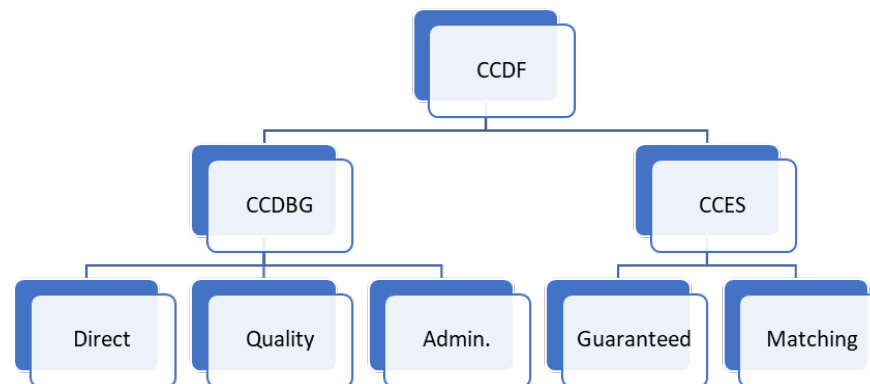 CCDF
CCDBG
CCES
Direct
Quality
Admin.
Guaranteed
Matching